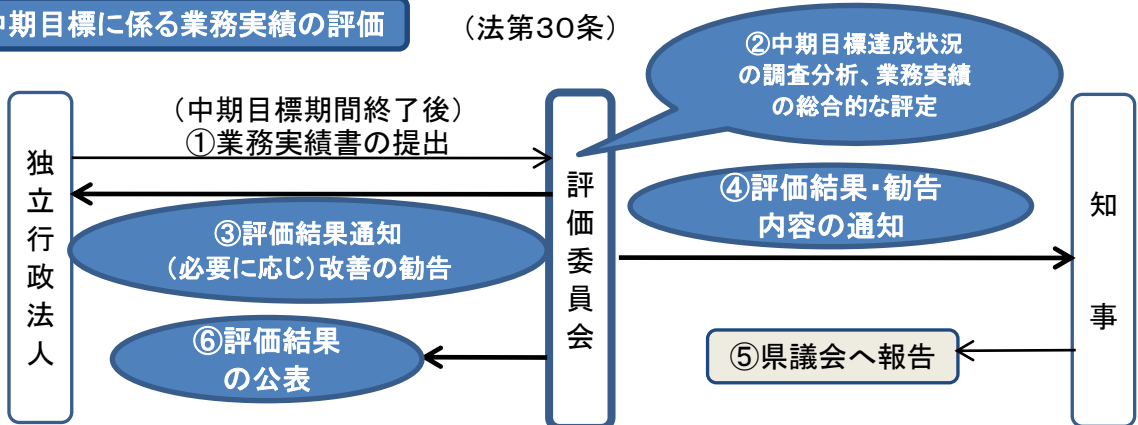 中期目標に係る業務実績の評価
（法第30条）
②中期目標達成状況
の調査分析、業務実績
の総合的な評定
（中期目標期間終了後）
①業務実績書の提出
独立行政法人
評価委員会
知事
④評価結果・勧告
内容の通知
③評価結果通知
（必要に応じ）改善の勧告
⑥評価結果
の公表
⑤県議会へ報告